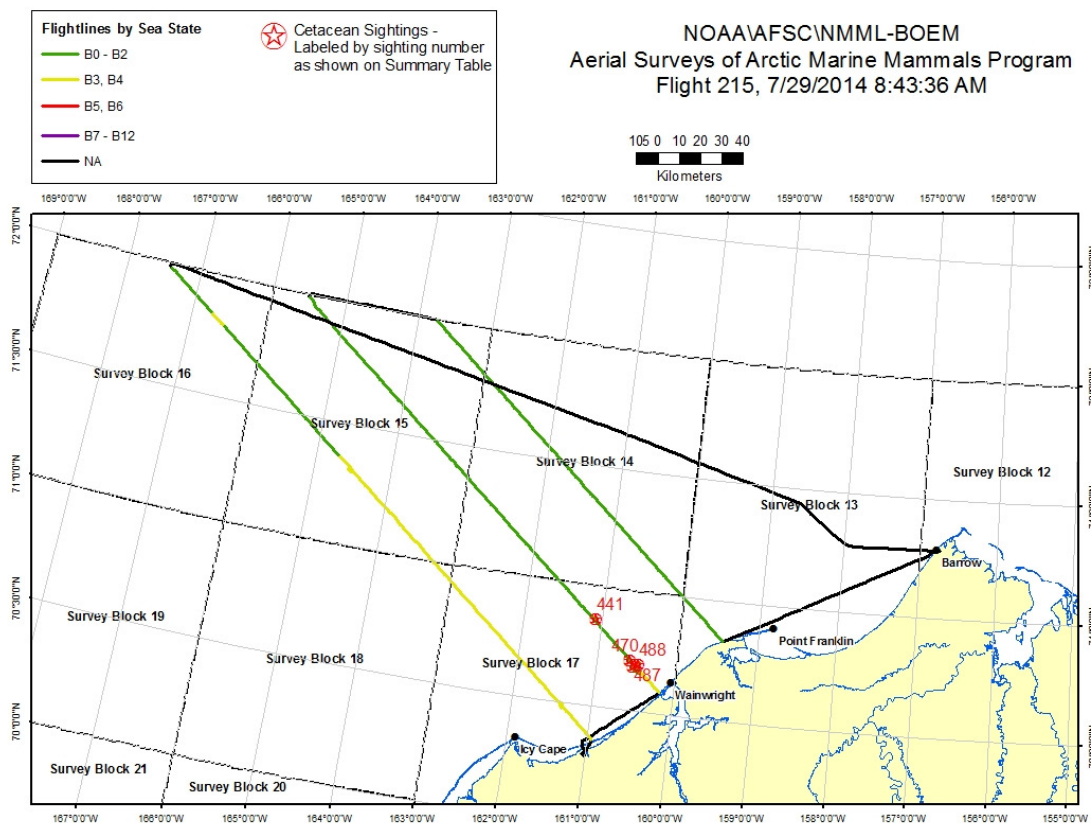 Flightlines by Sea State
B0 - B2
B3, B4
B5, B6
B7 - B12
NA
Cetacean Sightings -
Labeled by sighting number
as shown on Summary Table
NOAA\AFSC\NMML-BOEM
Aerial Surveys of Arctic Marine Mammals Program
Flight 215, 7/29/2014 8:43:36 AM
105 0 10 20 30 40
Kilometers
169°0'0"W 168°0'0"W 167°0'0"W 166°0'0"W 165°0'0"W 164°0'0"W 163°0'0"W 162°0'0"W 161°0'0"W 160°0'0"W 159°0'0"W 158°0'0"W 157°0'0"W 156°0'0"W
72°0'0"N
71°30'0"N
Survey Block 16
Survey Block 15
Survey Block 14
Survey Block 12
71°0'0"N
Survey Block 13
Barrow
70°30'0"N
441
Survey Block 19
Point Franklin
470 488
Survey Block 18
Survey Block 17
487
Wainwright
70°0'0"N
Icy Cape
Survey Block 21
Survey Block 20
167°0'0"W 166°0'0"W 165°0'0"W 164°0'0"W 163°0'0"W 162°0'0"W 161°0'0"W 160°0'0"W 159°0'0"W 158°0'0"W 157°0'0"W 156°0'0"W 155°0'0"W